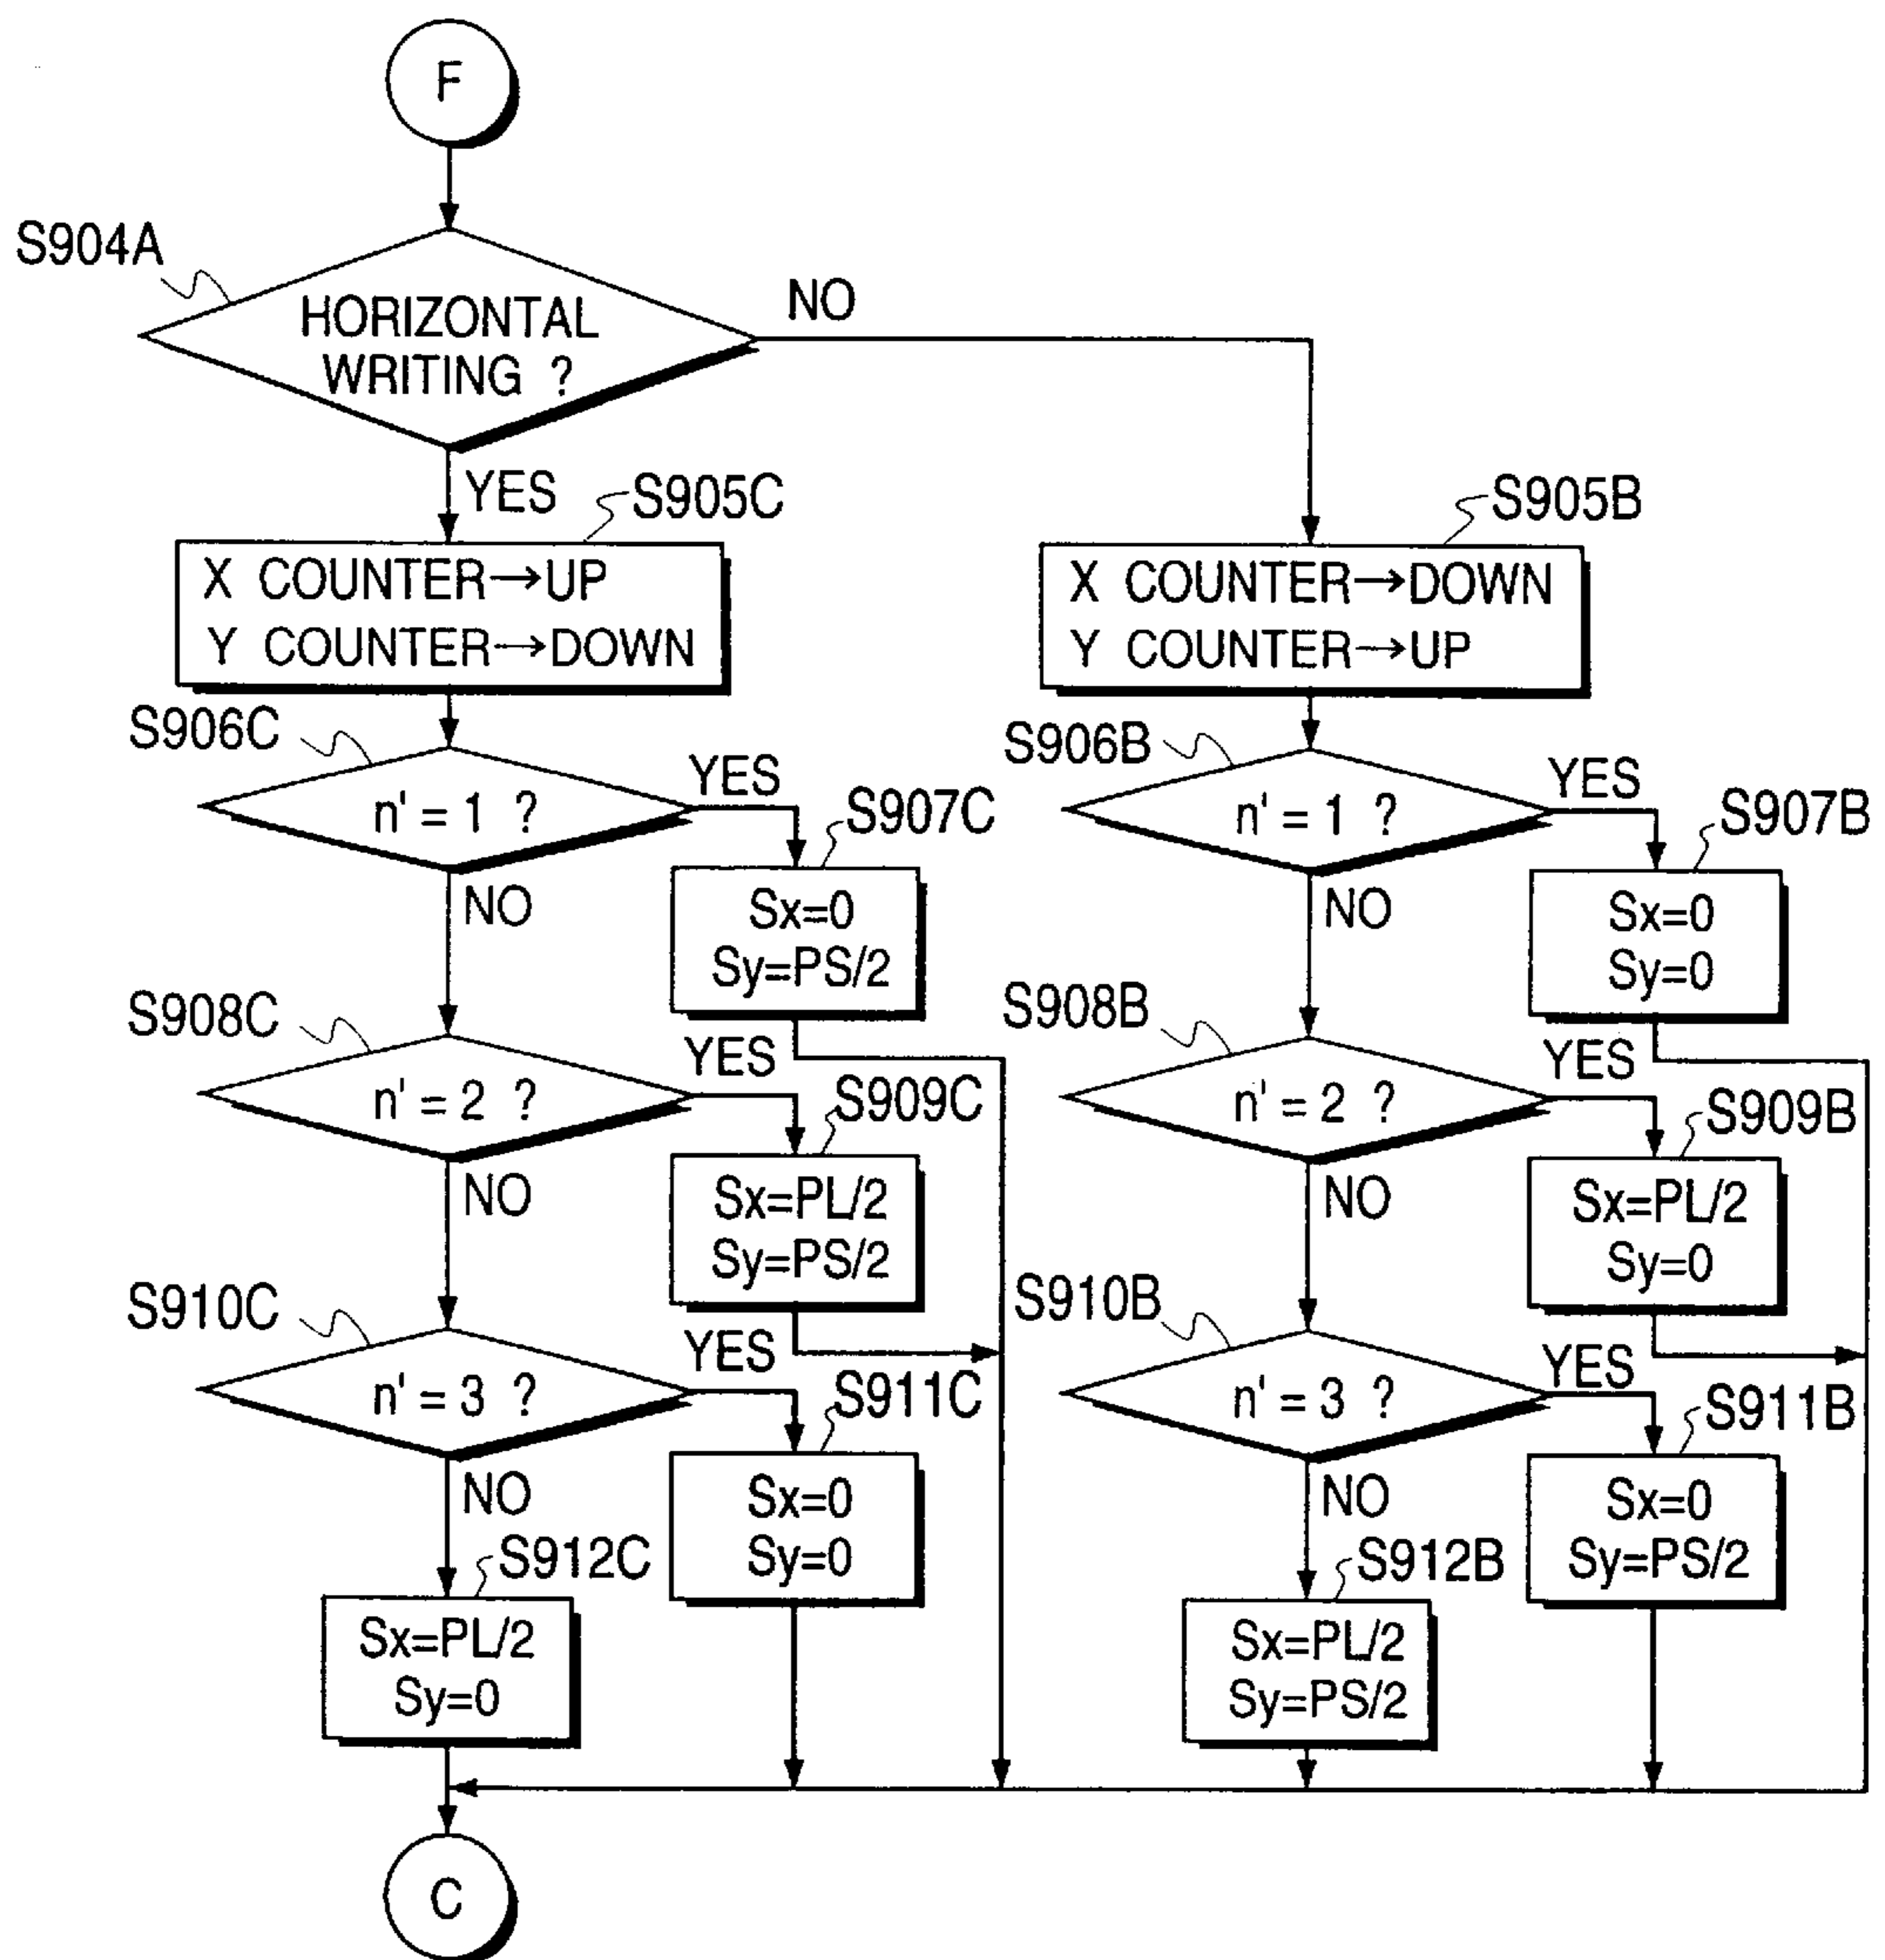 F
S904A
HORIZONTAL
WRITING ?
NO
YES
S905C
X COUNTER→UP
Y COUNTER→DOWN
S905B
X COUNTER→DOWN
Y COUNTER→UP
S906C
n' = 1 ?
YES
NO
S907C
Sx=0
Sy=PS/2
S908C
n' = 2 ?
YES
NO
S909C
Sx=PL/2
Sy=PS/2
S910C
n' = 3 ?
YES
NO
S911C
Sx=0
Sy=0
S912C
Sx=PL/2
Sy=0
S906B
n' = 1 ?
YES
NO
S907B
Sx=0
Sy=0
S908B
n' = 2 ?
YES
NO
S909B
Sx=PL/2
Sy=0
S910B
n' = 3 ?
YES
NO
S911B
Sx=0
Sy=PS/2
S912B
Sx=PL/2
Sy=PS/2
C